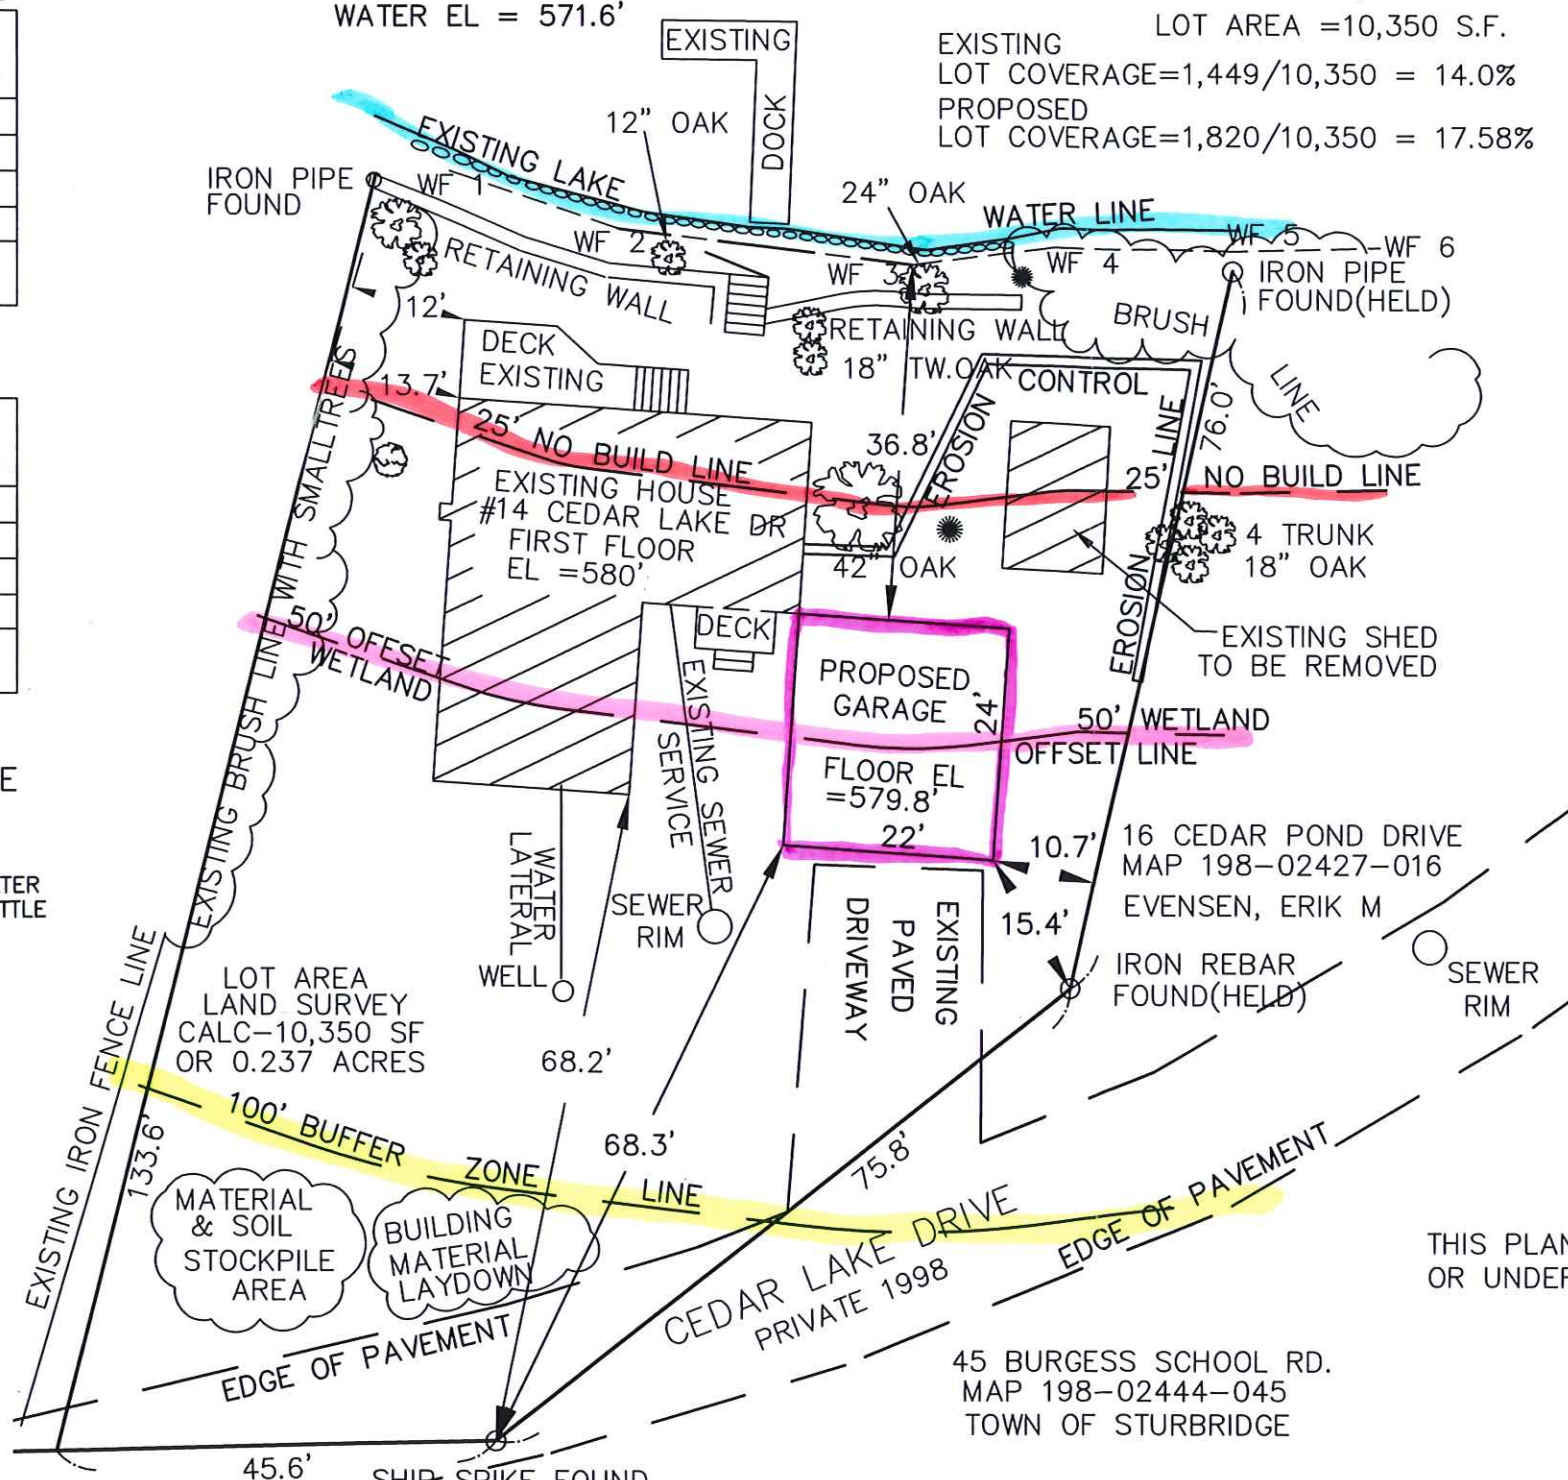 WATER EL = 571.6'
LOT AREA =10,350 S.F.
EXISTING
LOT COVERAGE=1,449/10,350 = 14.0%
PROPOSED
LOT COVERAGE=1,820/10,350 = 17.58%
EXISTING
DOCK
12" OAK
EXISTING LAKE
WATER LINE
24" OAK
IRON PIPE
FOUND
WF 1
WF 2
WF 3
WF 4
WF 5
WF 6
IRON PIPE
FOUND(HELD)
RETAINING WALL
RETAINING WALL
BRUSH
LINE
12'
DECK
EXISTING
18" TW.OAK
EROSION
CONTROL
LINE
EROSION
76.0'
13.7'
36.8'
25' NO BUILD LINE
25'
NO BUILD LINE
EXISTING HOUSE
#14 CEDAR LAKE DR
FIRST FLOOR
EL =580'
42" OAK
4 TRUNK
18" OAK
EXISTING SHED
TO BE REMOVED
EXISTING BRUSH LINE WITH SMALL TREES
50' OFFSET
WETLAND
DECK
PROPOSED
GARAGE
24'
FLOOR EL
=579.8'
22'
50' WETLAND
OFFSET LINE
EXISTING SEWER
SERVICE
WATER
LATERAL
WELL
SEWER
RIM
EXISTING
PAVED
DRIVEWAY
10.7'
15.4'
16 CEDAR POND DRIVE
MAP 198-02427-016
EVENSEN, ERIK M
IRON REBAR
FOUND(HELD)
SEWER
RIM
E
TER
TTLE
LOT AREA
LAND SURVEY
CALC-10,350 SF
OR 0.237 ACRES
EXISTING IRON FENCE LINE
133.6'
68.2'
68.3'
75.8'
100' BUFFER
ZONE
LINE
MATERIAL
& SOIL
STOCKPILE
AREA
BUILDING
MATERIAL
LAYDOWN
EDGE OF PAVEMENT
CEDAR LAKE DRIVE
PRIVATE 1998
EDGE OF PAVEMENT
THIS PLAN
OR UNDER
45 BURGESS SCHOOL RD.
MAP 198-02444-045
TOWN OF STURBRIDGE
45.6'
SHIP SPIKE FOUND